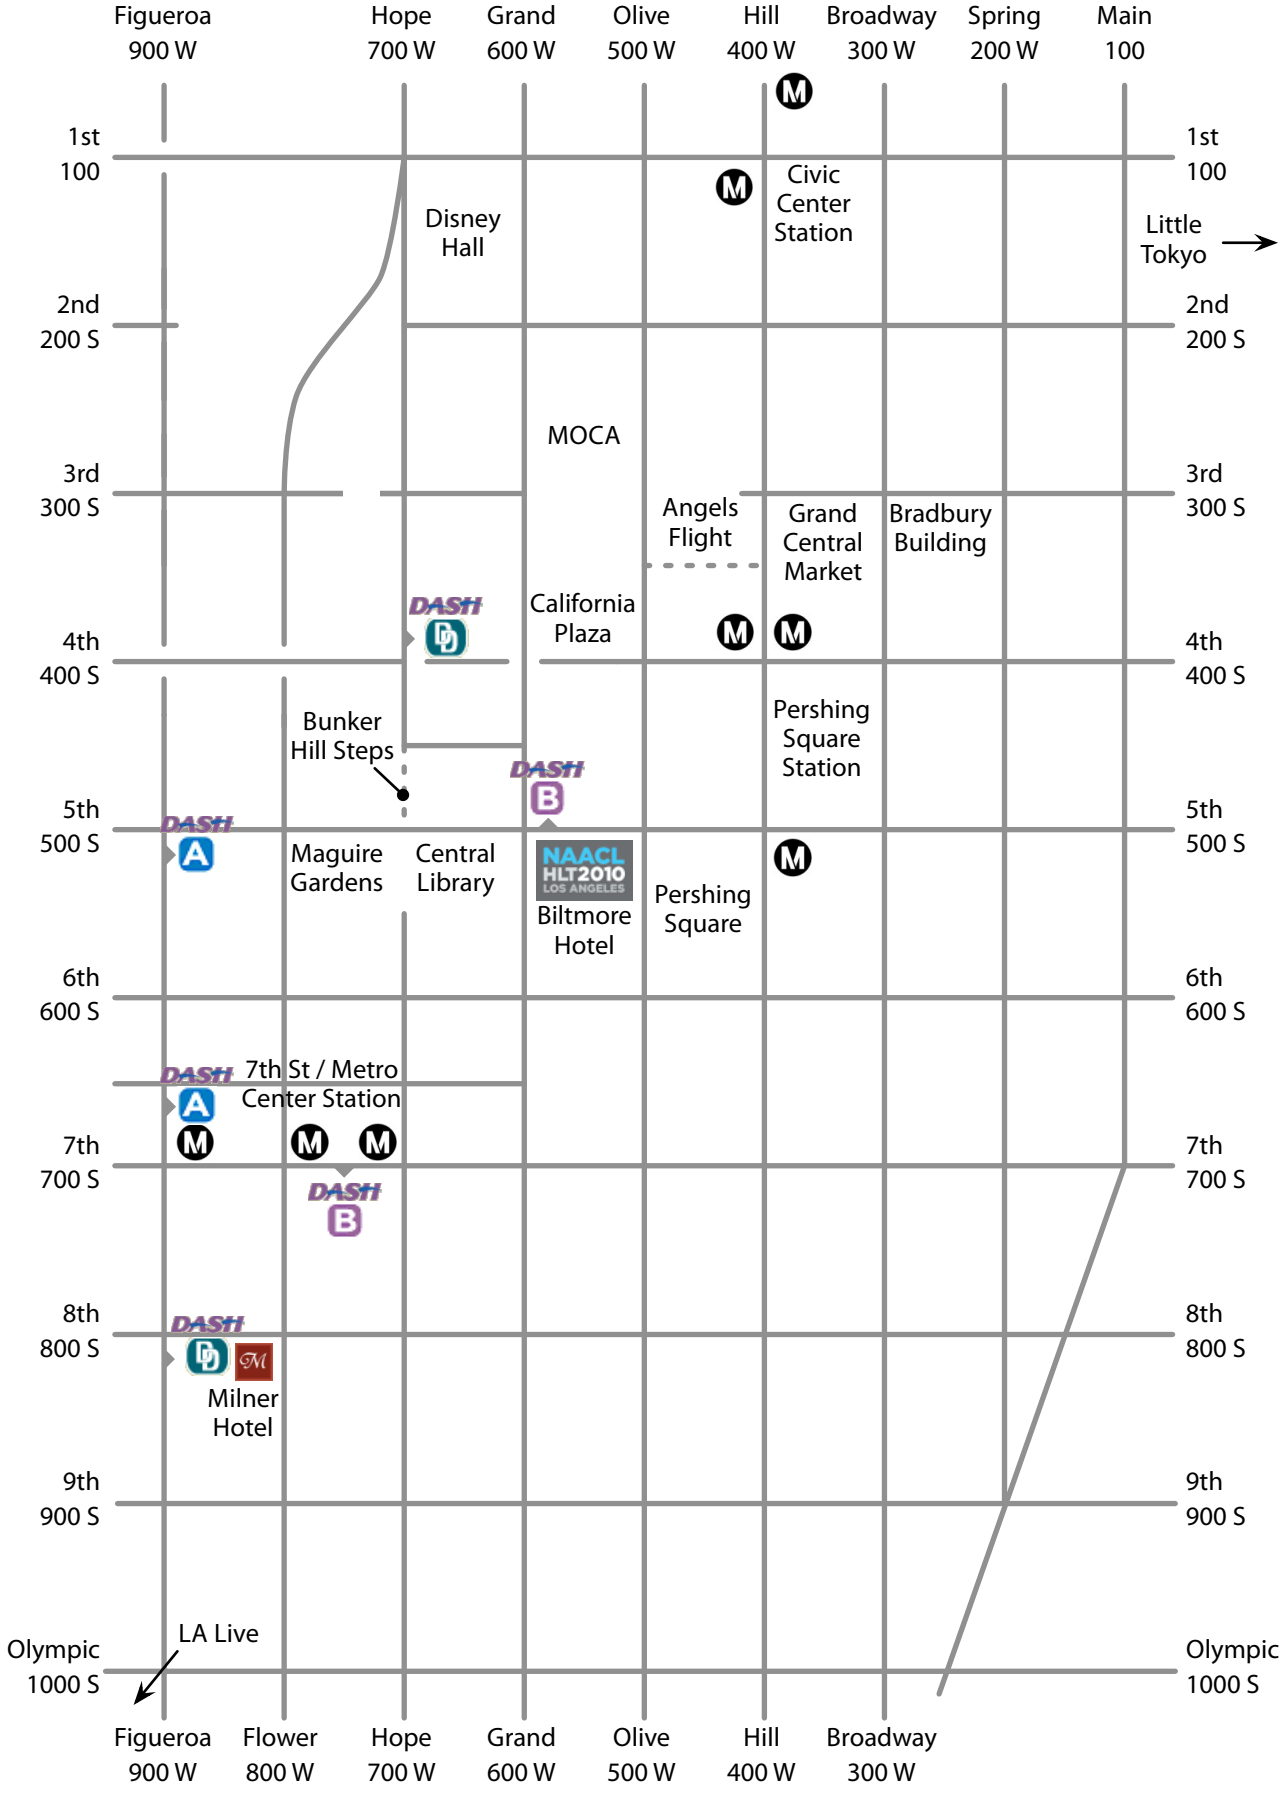 Figueroa
900 W
Hope
700 W
Grand
600 W
Olive
500 W
Hill
400 W
Broadway
300 W
Spring
200 W
Main
100
M
1st
100
1st
100
M
Civic
Center
Station
Disney
Hall
Little
Tokyo
2nd
200 S
2nd
200 S
MOCA
3rd
300 S
3rd
300 S
Angels
Flight
Grand
Central
Market
Bradbury
Building
DASH
DD
California
Plaza
M
M
4th
400 S
4th
400 S
Bunker
Hill Steps
Pershing
Square
Station
DASH
B
5th
500 S
5th
500 S
DASH
A
Maguire
Gardens
Central
Library
NAACL
HLT2010
LOS ANGELES
Biltmore
Hotel
Pershing
Square
M
6th
600 S
6th
600 S
DASH
A
7th St / Metro
Center Station
M
M
M
7th
700 S
7th
700 S
DASH
B
8th
800 S
8th
800 S
DASH
DD
M
Milner
Hotel
9th
900 S
9th
900 S
LA Live
Olympic
1000 S
Olympic
1000 S
Figueroa
900 W
Flower
800 W
Hope
700 W
Grand
600 W
Olive
500 W
Hill
400 W
Broadway
300 W